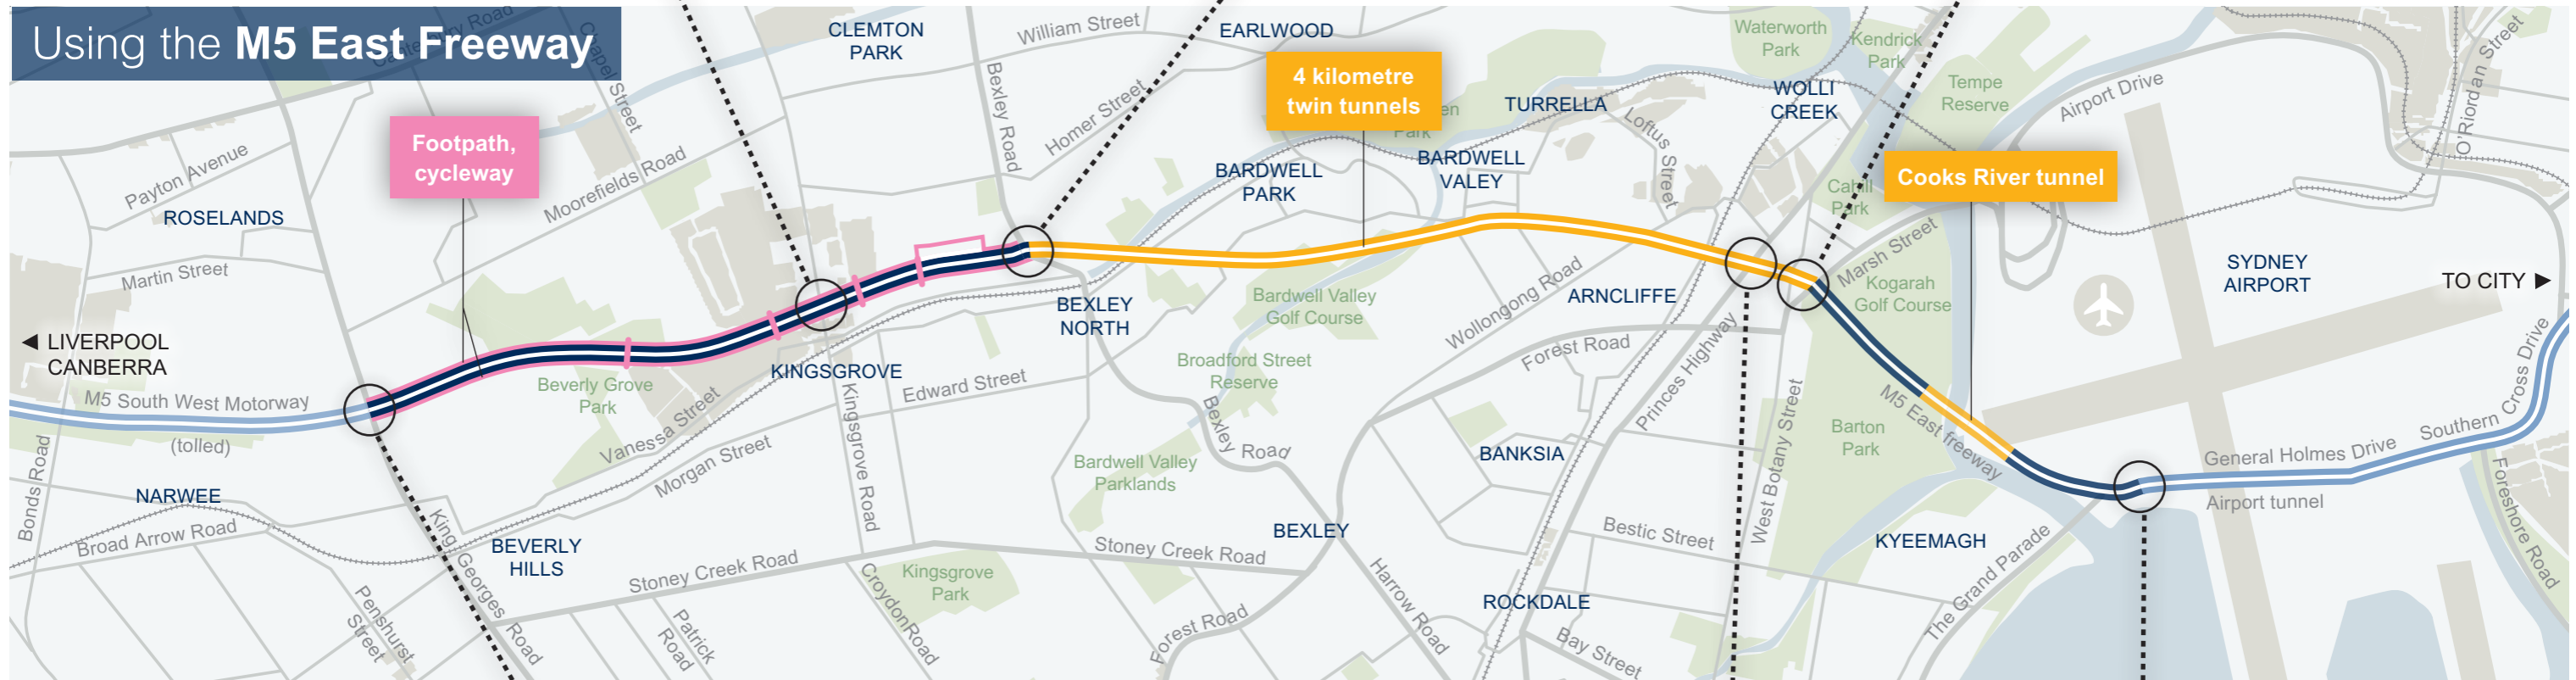 Using the M5 East Freeway
Canterbury Road
Chapel Street
CLEMTON
PARK
William Street
EARLWOOD
Waterworth
Park
Kendrick
Park
O'Riordan Street
Bexley Road
Homer Street
4 kilometre
twin tunnels
Park
TURRELLA
WOLLI
CREEK
Tempe
Reserve
Airport Drive
Footpath,
cycleway
Payton Avenue
Moorefields Road
Loftus Street
BARDWELL
PARK
BARDWELL
VALEY
Cahill
Park
Cooks River tunnel
ROSELANDS
Martin Street
Marsh Street
SYDNEY
AIRPORT
TO CITY
BEXLEY
NORTH
Bardwell Valley
Golf Course
Wollongong Road
ARNCLIFFE
Kogarah
Golf Course
LIVERPOOL
CANBERRA
Forest Road
Princes Highway
Broadford Street
Reserve
KINGSGROVE
Edward Street
Beverly Grove
Park
M5 South West Motorway
(tolled)
Vanessa Street
Morgan Street
Kingsgrove Road
Bexley Road
BANKSIA
West Botany Street
Barton
Park
M5 East freeway
General Holmes Drive
Southern Cross Drive
Airport tunnel
Foreshore Road
Bardwell Valley
Parklands
Bonds Road
NARWEE
Broad Arrow Road
King Georges Road
BEVERLY
HILLS
Stoney Creek Road
Stoney Creek Road
BEXLEY
Bestic Street
KYEEMAGH
The Grand Parade
Penshurst
Street
Patrick
Road
Croydon Road
Kingsgrove
Park
Forest Road
Harrow Road
ROCKDALE
Bay Street